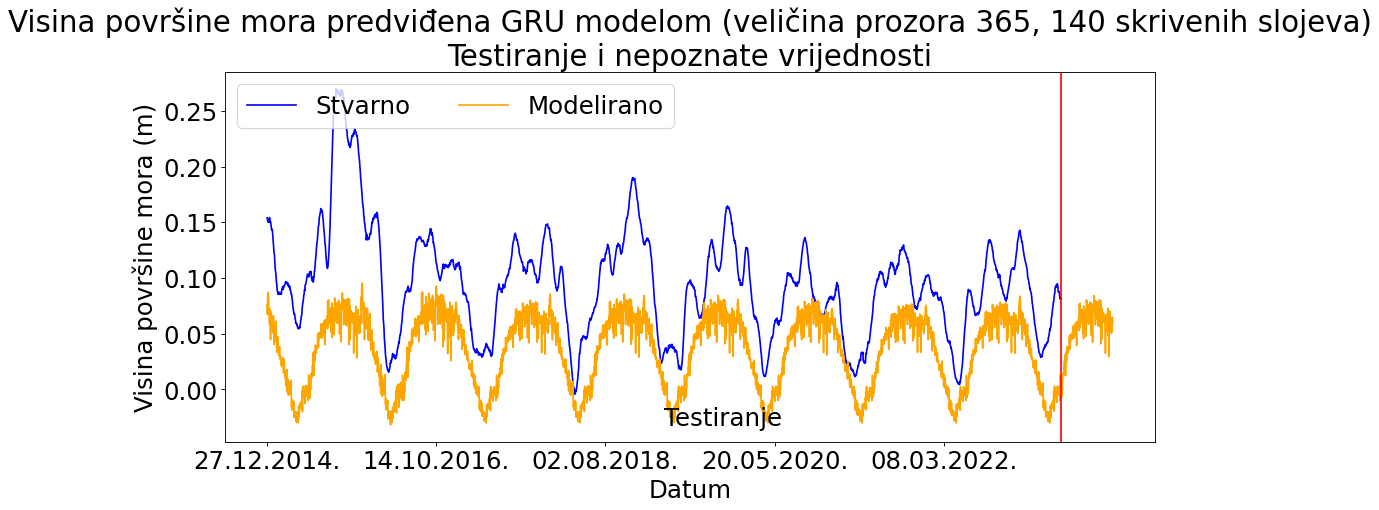 Visina površine mora predviđena GRU modelom (veličina prozora 365, 140 skrivenih slojeva)
Testiranje i nepoznate vrijednosti
Stvarno
Modelirano
Visina površine mora (m)
0.25
0.20
0.15
0.10
0.05
0.00
Testiranje
27.12.2014.
14.10.2016.
02.08.2018.
20.05.2020.
08.03.2022.
Datum